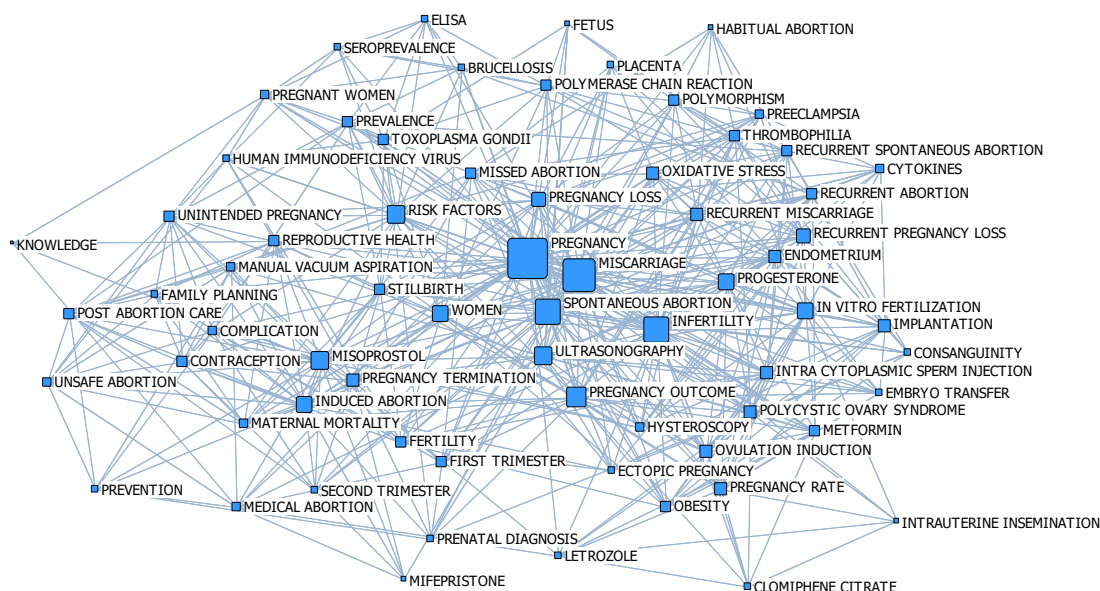 ELISA
FETUS
HABITUAL ABORTION
SEROPREVALENCE
BRUCELLOSIS
PLACENTA
POLYMERASE CHAIN REACTION
PREGNANT WOMEN
POLYMORPHISM
PREECLAMPSIA
PREVALENCE
TOXOPLASMA GONDII
THROMBOPHILIA
RECURRENT SPONTANEOUS ABORTION
HUMAN IMMUNODEFICIENCY VIRUS
MISSED ABORTION
OXIDATIVE STRESS
CYTOKINES
RECURRENT ABORTION
PREGNANCY LOSS
UNINTENDED PREGNANCY
RISK FACTORS
RECURRENT MISCARRIAGE
RECURRENT PREGNANCY LOSS
KNOWLEDGE
REPRODUCTIVE HEALTH
PREGNANCY
ENDOMETRIUM
MANUAL VACUUM ASPIRATION
MISCARRIAGE
PROGESTERONE
STILLBIRTH
FAMILY PLANNING
SPONTANEOUS ABORTION
IN VITRO FERTILIZATION
POST ABORTION CARE
WOMEN
INFERTILITY
IMPLANTATION
COMPLICATION
CONTRACEPTION
MISOPROSTOL
ULTRASONOGRAPHY
CONSANGUINITY
INTRA CYTOPLASMIC SPERM INJECTION
UNSAFE ABORTION
PREGNANCY TERMINATION
PREGNANCY OUTCOME
EMBRYO TRANSFER
INDUCED ABORTION
POLYCYSTIC OVARY SYNDROME
MATERNAL MORTALITY
HYSTEROSCOPY
METFORMIN
FERTILITY
OVULATION INDUCTION
FIRST TRIMESTER
ECTOPIC PREGNANCY
PREVENTION
SECOND TRIMESTER
PREGNANCY RATE
MEDICAL ABORTION
OBESITY
INTRAUTERINE INSEMINATION
PRENATAL DIAGNOSIS
LETROZOLE
MIFEPRISTONE
CLOMIPHENE CITRATE